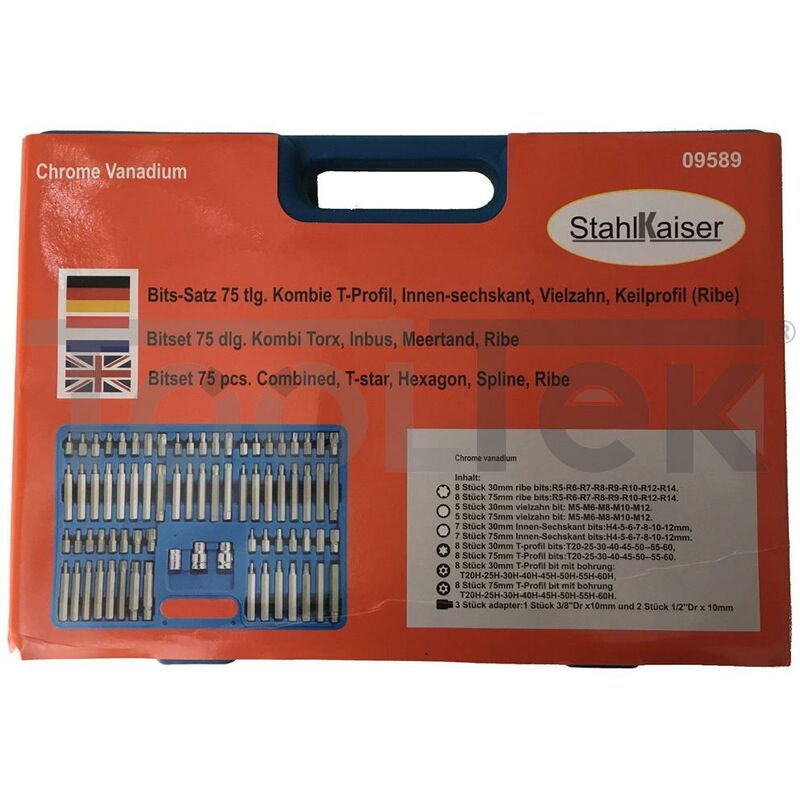 Chrome Vanadium
09589
StahlKaiser
Bits-Satz 75 tlg. Kombie T-Profil, Innen-sechskant, Vielzahn, Keilprofil (Ribe)
Bitset 75 dlg. Kombi Torx, Inbus, Meertand, Ribe
Bitset 75 pcs. Combined, T-star, Hexagon, Spline, Ribe
ToolTek®
Chrome vanadium
Inhalt:
8 Stück 30mm ribe bits:R5-R6-R7-R8-R9-R10-R12-R14.
8 Stück 75mm ribe bits:R5-R6-R7-R8-R9-R10-R12-R14.
5 Stück 30mm vielzahn bit: M5-M6-M8-M10-M12.
5 Stück 75mm vielzahn bit: M5-M6-M8-M10-M12.
7 Stück 30mm Innen-Sechskant bits:H4-5-6-7-8-10-12mm,
7 Stück 75mm Innen-Sechskant bits:H4-5-6-7-8-10-12mm.
8 Stück 30mm T-profil bits:T20-25-30-40-45-50--55-60.
8 Stück 75mm T-profil bits:T20-25-30-40-45-50--55-60.
8 Stück 30mm T-Profil bit mit bohrung:
T20H-25H-30H-40H-45H-50H-55H-60H,
8 Stück 75mm T-Profil bit mit bohrung
T20H-25H-30H-40H-45H-50H-55H-60H.
3 Stück adapter:1 Stück 3/8"Dr x10mm und 2 Stück 1/2"Dr x 10mm